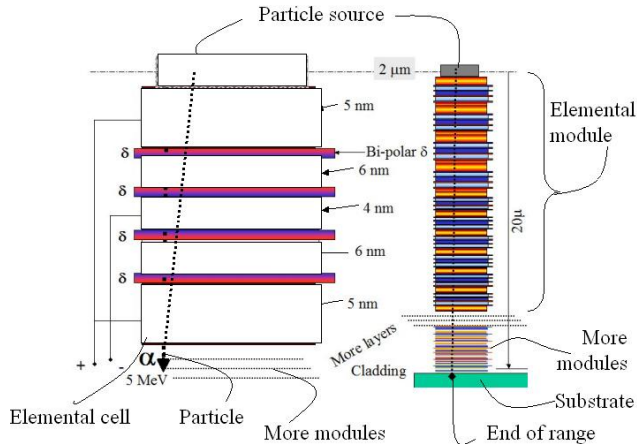 Particle source
2 μm
5 nm
Elemental
module
δ
Bi-polar δ
6 nm
δ
4 nm
20μ
δ
6 nm
δ
5 nm
More layers
+
-
α
5 MeV
Cladding
More
modules
Elemental cell
Particle
More modules
Substrate
End of range